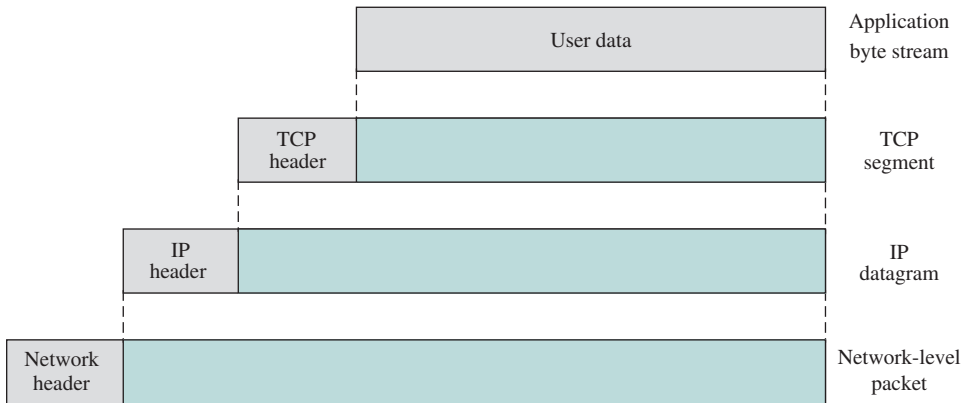 User data
Application
byte stream
TCP
header
TCP
segment
IP
header
IP
datagram
Network
header
Network-level
packet